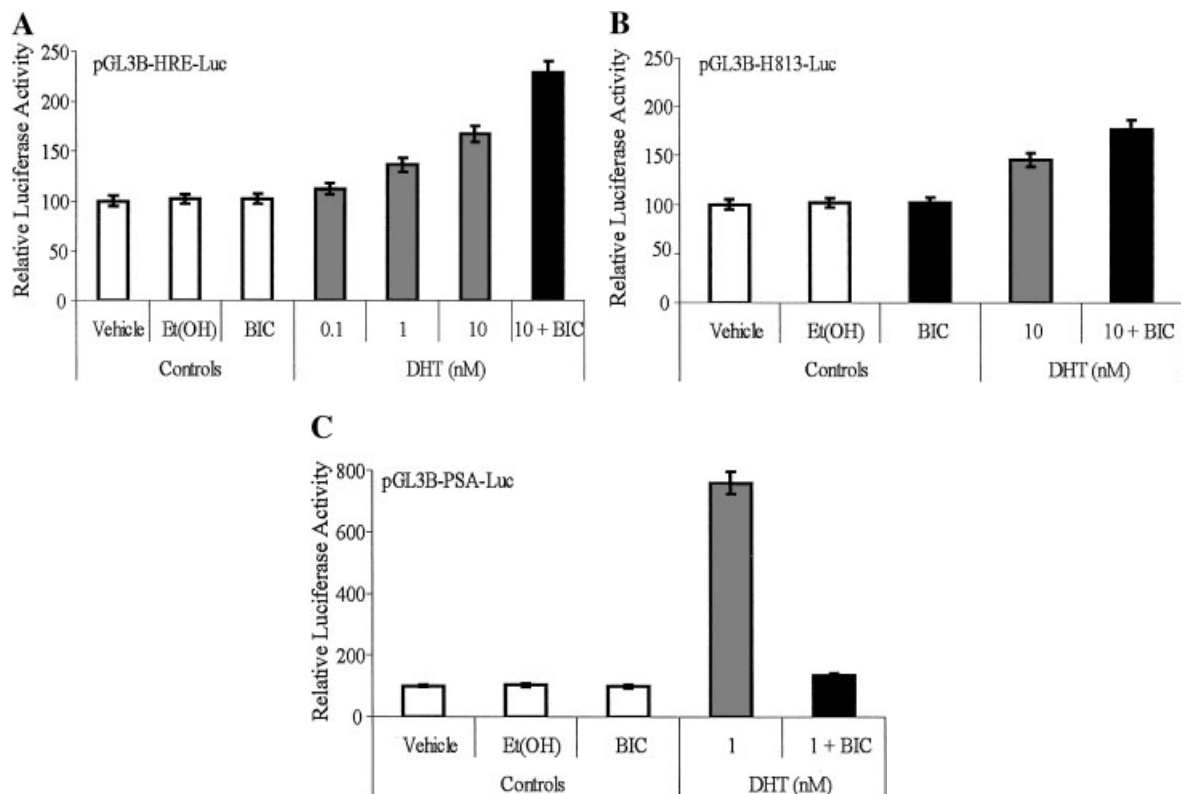 A
Relative Luciferase Activity
pGL3B-HRE-Luc
250
200
150
100
50
0
Vehicle Et(OH) BIC 0.1 1 10 10 + BIC
Controls DHT (nM)
B
Relative Luciferase Activity
pGL3B-H813-Luc
250
200
150
100
50
0
Vehicle Et(OH) BIC 10 10 + BIC
Controls DHT (nM)
C
Relative Luciferase Activity
pGL3B-PSA-Luc
800
600
400
200
0
Vehicle Et(OH) BIC 1 1 + BIC
Controls DHT (nM)